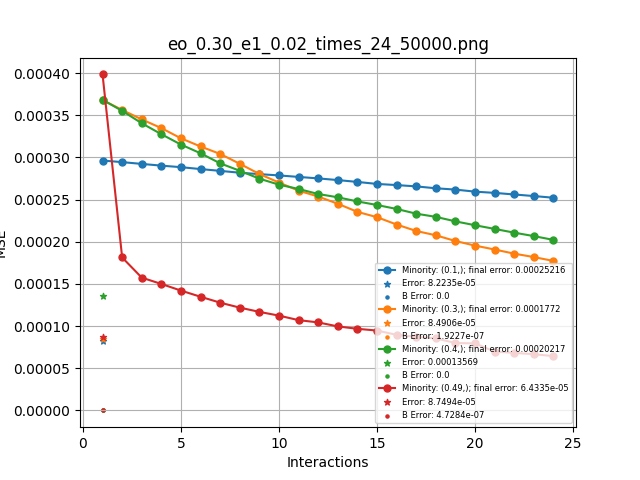 eo_0.30_e1_0.02_times_24_50000.png
0.00040
0.00035
0.00030
0.00025
0.00020
0.00015
0.00010
0.00005
0.00000
MSE
Minority: (0.1,); final error: 0.00025216
Error: 8.2235e-05
B Error: 0.0
Minority: (0.3,); final error: 0.0001772
Error: 8.4906e-05
B Error: 1.9227e-07
Minority: (0.4,); final error: 0.00020217
Error: 0.00013569
B Error: 0.0
Minority: (0.49,); final error: 6.4335e-05
Error: 8.7494e-05
B Error: 4.7284e-07
0 5 10 15 20 25
Interactions